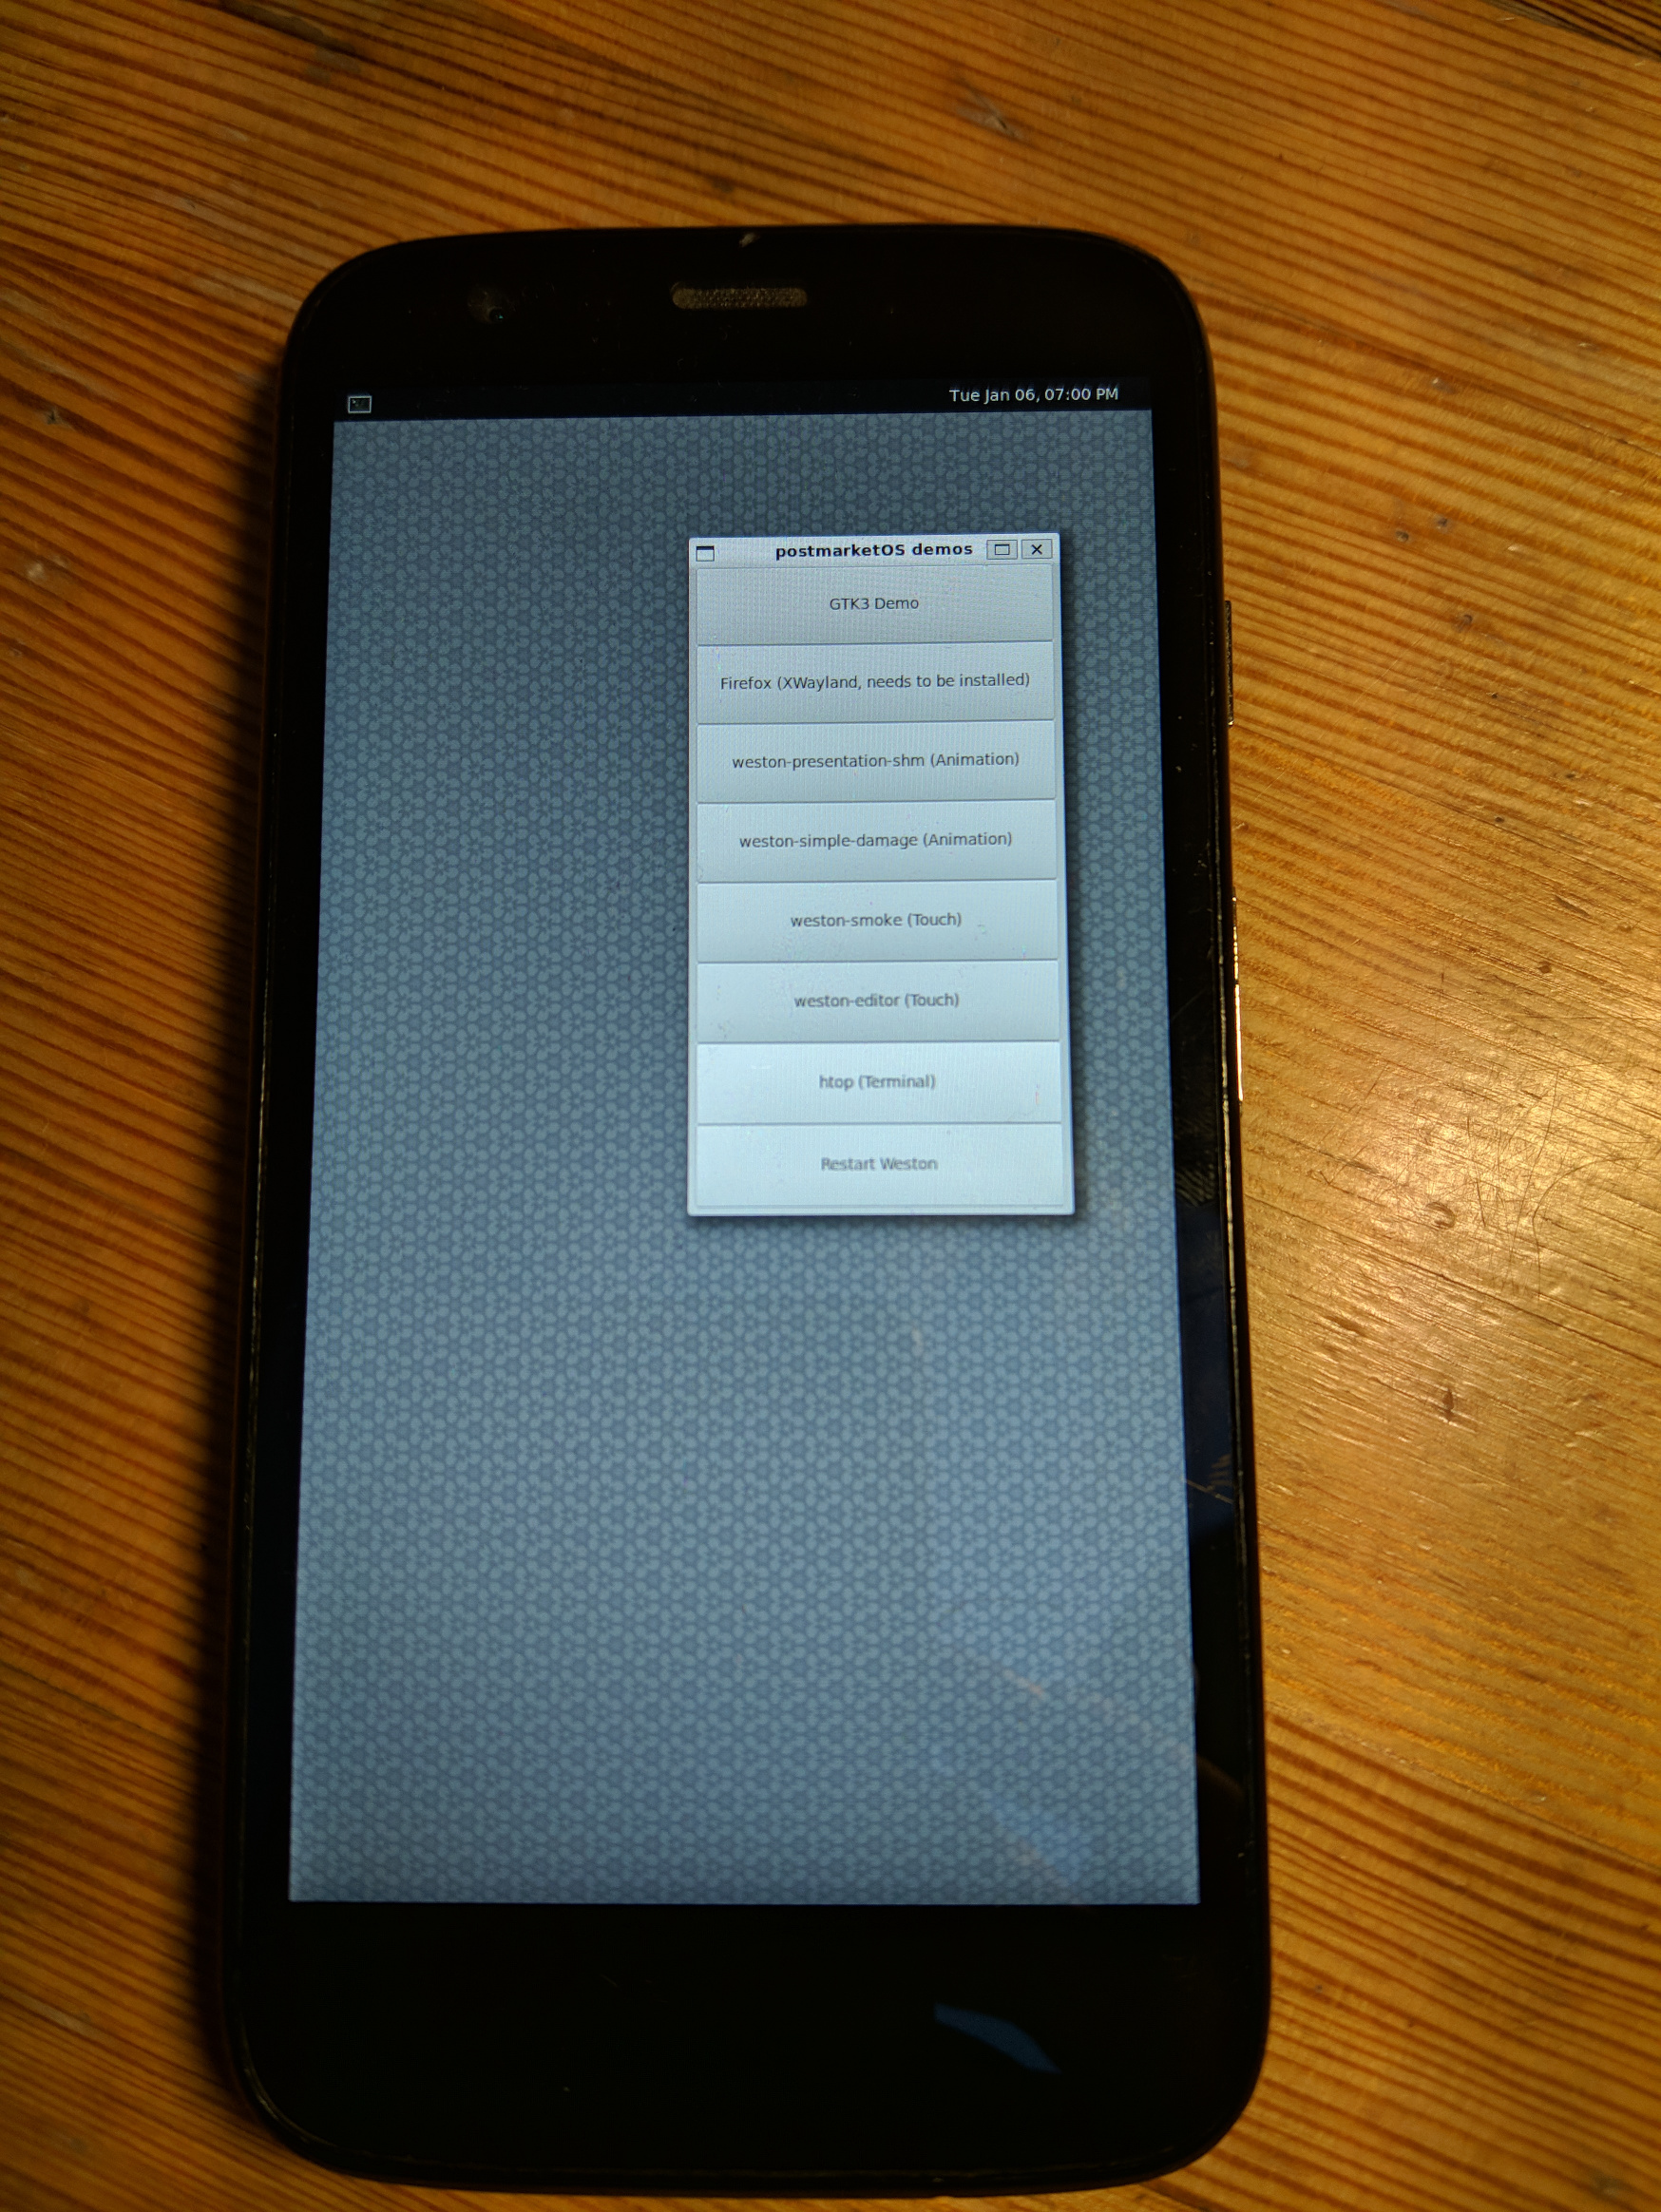 Tue Jan 06, 07:00 PM
postmarketOS demos
GTK3 Demo
Firefox (XWayland, needs to be installed)
weston-presentation-shm (Animation)
weston-simple-damage (Animation)
weston-smoke (Touch)
weston-editor (Touch)
htop (Terminal)
Restart Weston